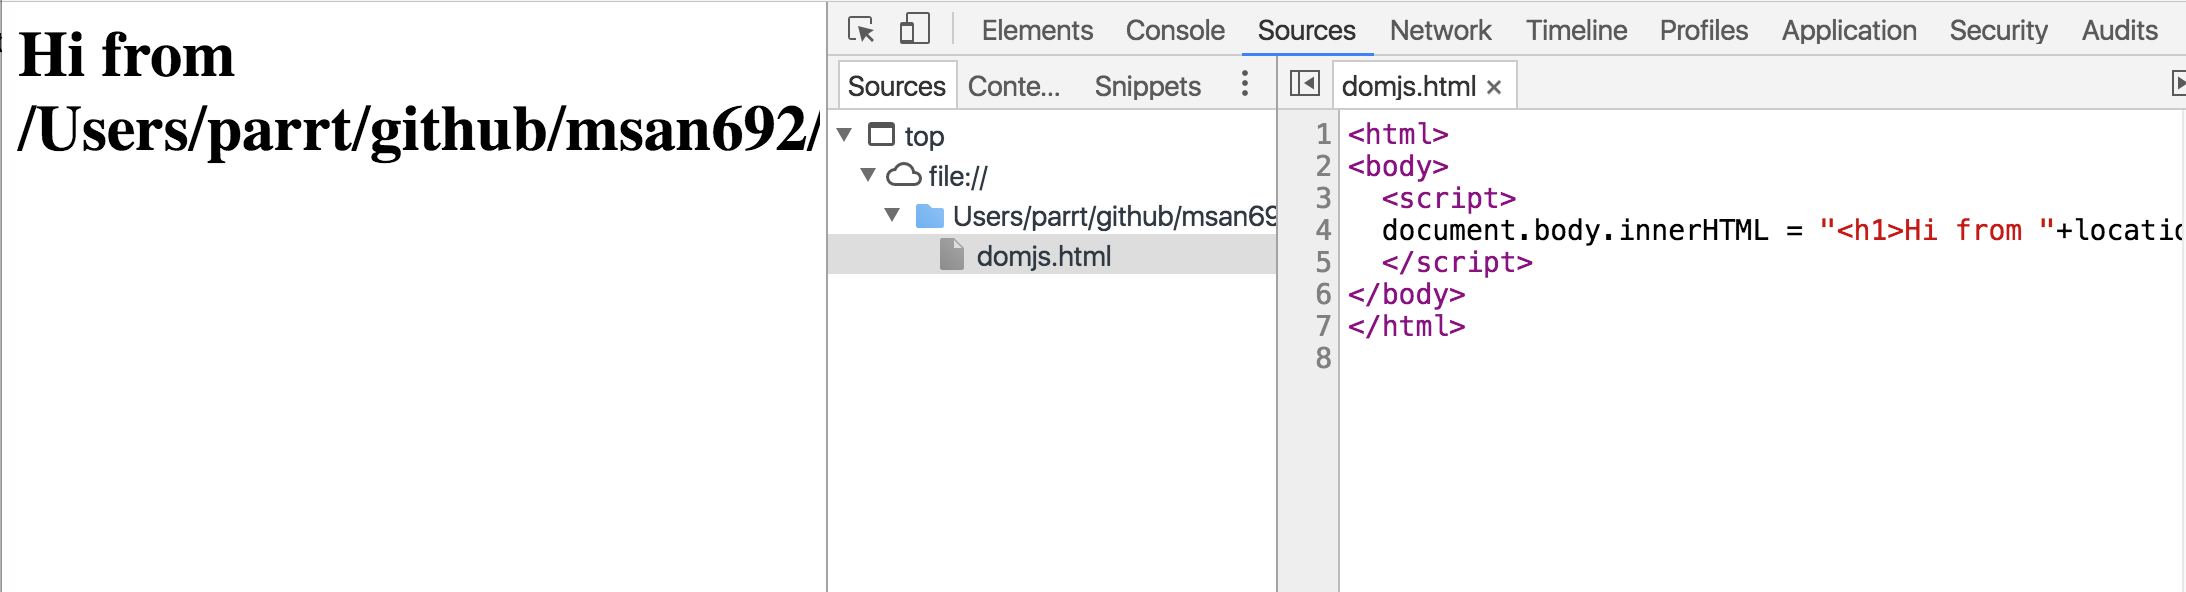 Hi from
/Users/parrt/github/msan692/
Elements Console Sources Network Timeline Profiles Application Security Audits
Sources Conte... Snippets
top
file://
Users/parrt/github/msan69
domjs.html
domjs.html ×
1 <html>
2 <body>
3 <script>
4 document.body.innerHTML = "<h1>Hi from "+locatio
5 </script>
6 </body>
7 </html>
8